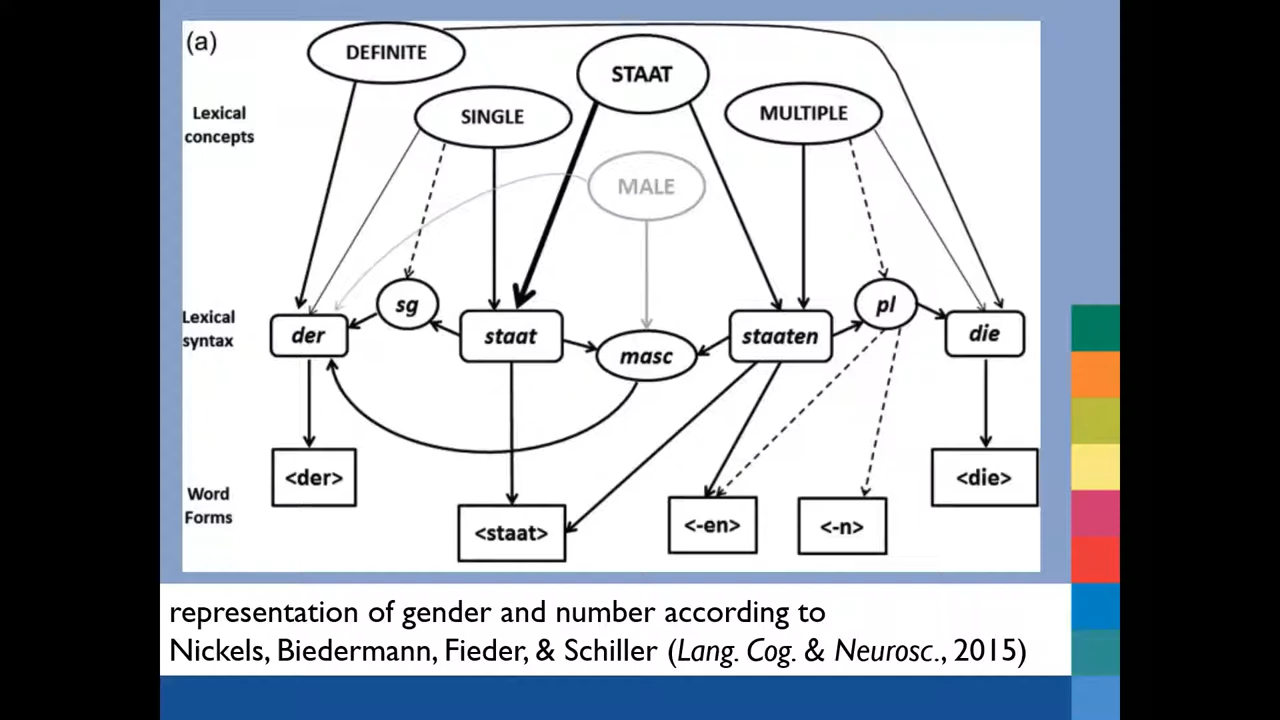 (a)
DEFINITE
STAAT
Lexical
concepts
SINGLE
MULTIPLE
MALE
Lexical
syntax
der
sg
staat
masc
staaten
pl
die
Word
Forms
<der>
<staat>
<-en>
<-n>
<die>
representation of gender and number according to
Nickels, Biedermann, Fieder, & Schiller (Lang. Cog. & Neurosc., 2015)